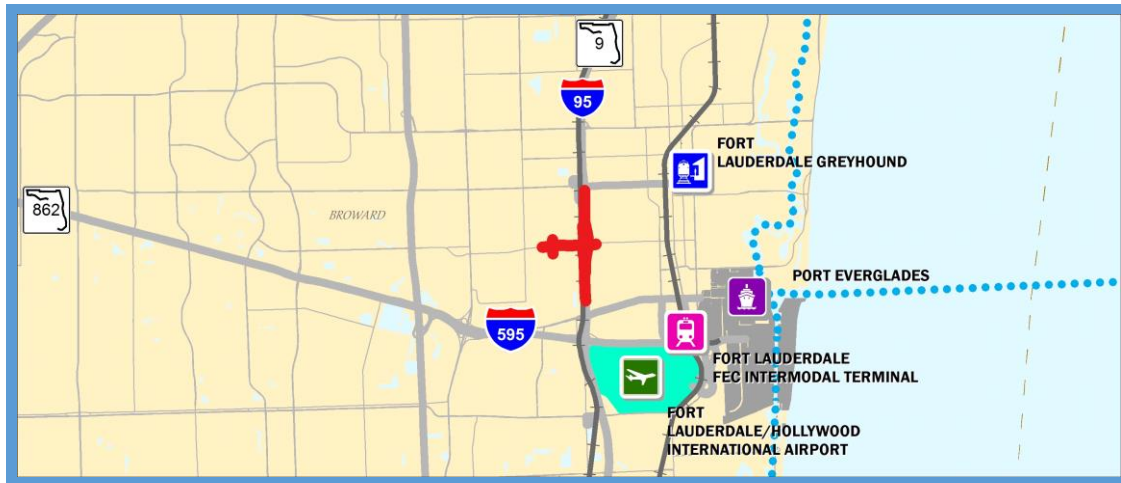 9
95
FORT
LAUDERDALE GREYHOUND
862
BROWARD
PORT EVERGLADES
595
FORT LAUDERDALE
FEC INTERMODAL TERMINAL
FORT
LAUDERDALE/HOLLYWOOD
INTERNATIONAL AIRPORT